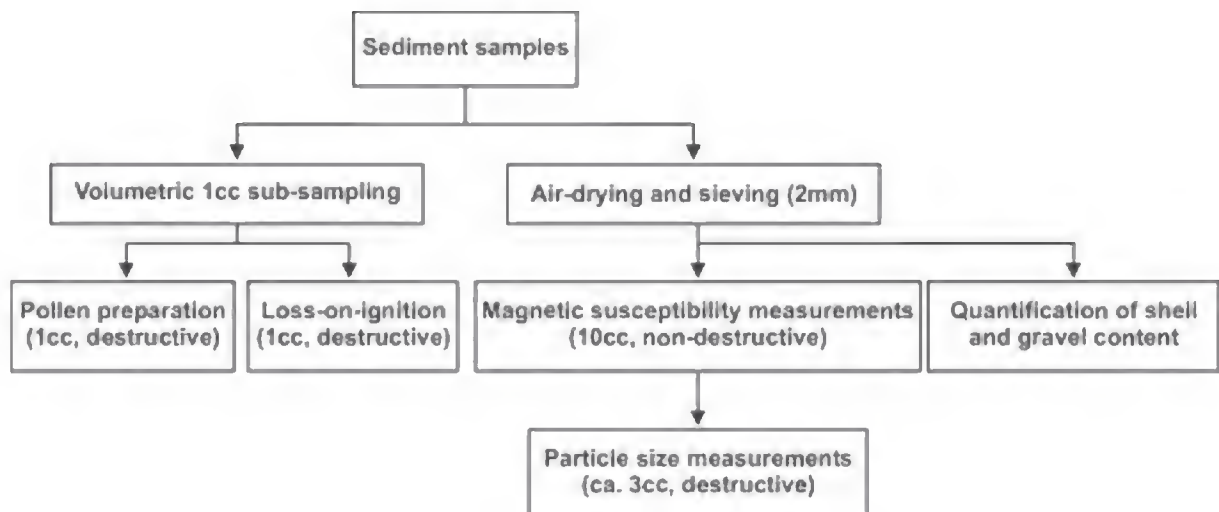 Sediment samples
Volumetric 1cc sub-sampling
Air-drying and sieving (2mm)
Pollen preparation
(1cc, destructive)
Loss-on-ignition
(1cc, destructive)
Magnetic susceptibility measurements
(10cc, non-destructive)
Quantification of shell
and gravel content
Particle size measurements
(ca. 3cc, destructive)